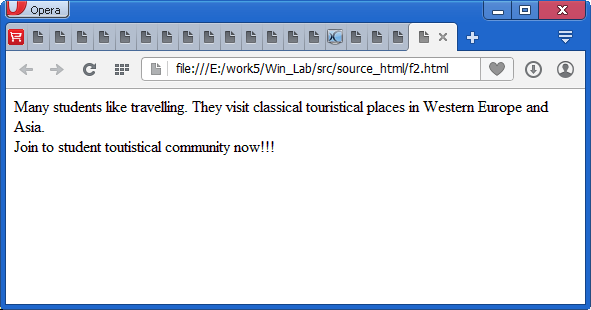 Opera
file:///E:/work5/Win_Lab/src/source_html/f2.html
Many students like travelling. They visit classical touristical places in Western Europe and
Asia.
Join to student toutistical community now!!!